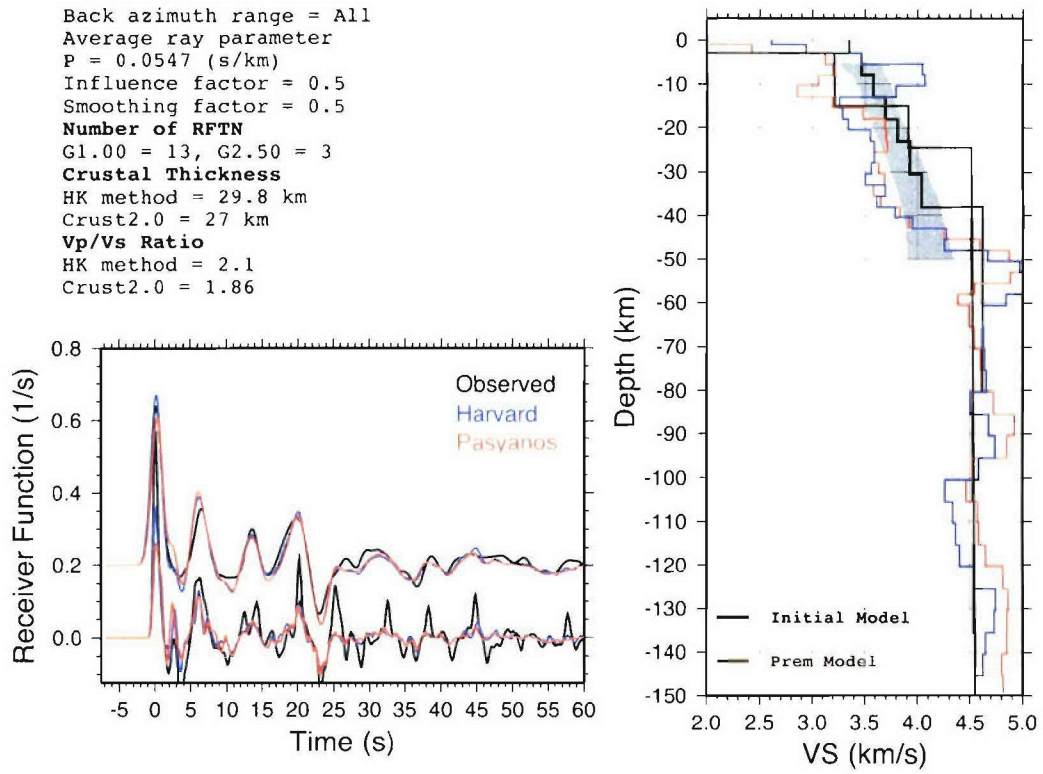 Back azimuth range = All
Average ray parameter
P = 0.0547 (s/km)
Influence factor = 0.5
Smoothing factor = 0.5
Number of RFTN
G1.00 = 13, G2.50 = 3
Crustal Thickness
HK method = 29.8 km
Crust2.0 = 27 km
Vp/Vs Ratio
HK method = 2.1
Crust2.0 = 1.86
0.8
0.6
0.4
0.2
0.0
Receiver Function (1/s)
Observed
Harvard
Pasyanos
-5 0 5 10 15 20 25 30 35 40 45 50 55 60
Time (s)
0
-10
-20
-30
-40
-50
-60
-70
-80
-90
-100
-110
-120
-130
-140
-150
Depth (km)
Initial Model
Prem Model
2.0 2.5 3.0 3.5 4.0 4.5 5.0
VS (km/s)